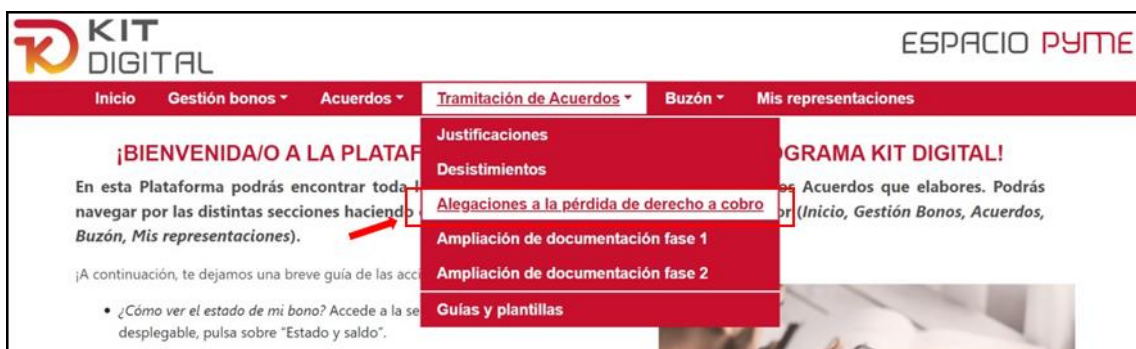 KIT
DIGITAL
ESPACIO PYME
Inicio Gestión bonos Acuerdos Tramitación de Acuerdos Buzón Mis representaciones
Justificaciones
Desistimientos
Alegaciones a la pérdida de derecho a cobro
Ampliación de documentación fase 1
Ampliación de documentación fase 2
Guías y plantillas
¡BIENVENIDA/O A LA PLATAF OGRAMA KIT DIGITAL!
En esta Plataforma podrás encontrar toda l os Acuerdos que elabores. Podrás
navegar por las distintas secciones haciendo or (Inicio, Gestión Bonos, Acuerdos,
Buzón, Mis representaciones).
¡A continuación, te dejamos una breve guía de las acci
• ¿Cómo ver el estado de mi bono? Accede a la se
desplegable, pulsa sobre "Estado y saldo".